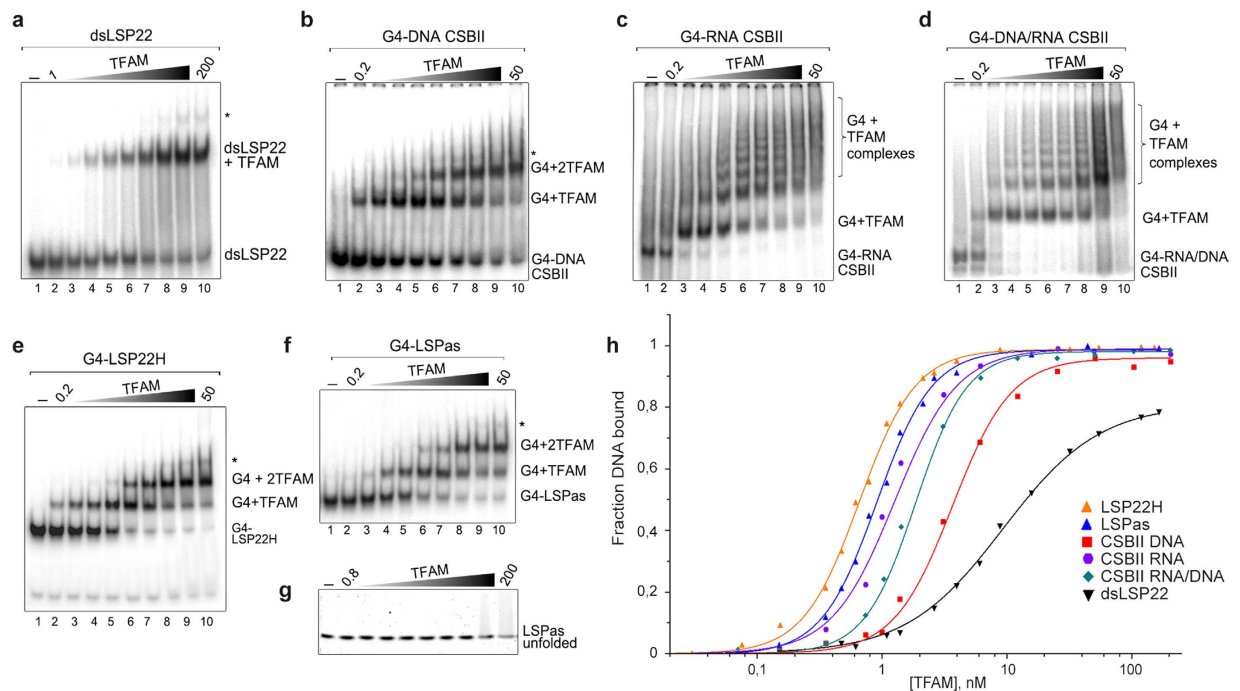 a
dsLSP22
– 1 TFAM 200
*
dsLSP22
+ TFAM
dsLSP22
1 2 3 4 5 6 7 8 9 10
b
G4-DNA CSBII
– 0.2 TFAM 50
*
G4+2TFAM
G4+TFAM
G4-DNA
CSBII
1 2 3 4 5 6 7 8 9 10
c
G4-RNA CSBII
– 0.2 TFAM 50
G4 +
TFAM
complexes
G4+TFAM
G4-RNA
CSBII
1 2 3 4 5 6 7 8 9 10
d
G4-DNA/RNA CSBII
– 0.2 TFAM 50
G4 +
TFAM
complexes
G4+TFAM
G4-RNA/DNA
CSBII
1 2 3 4 5 6 7 8 9 10
e
G4-LSP22H
– 0.2 TFAM 50
*
G4 + 2TFAM
G4+TFAM
G4-
LSP22H
1 2 3 4 5 6 7 8 9 10
f
G4-LSPas
– 0.2 TFAM 50
*
G4+2TFAM
G4+TFAM
G4-LSPas
1 2 3 4 5 6 7 8 9 10
g
– 0.8 TFAM 200
LSPas
unfolded
h
Fraction DNA bound
1
0,8
0,6
0,4
0,2
0
LSP22H
LSPas
CSBII DNA
CSBII RNA
CSBII RNA/DNA
dsLSP22
0,1 1 10 100
[TFAM], nM